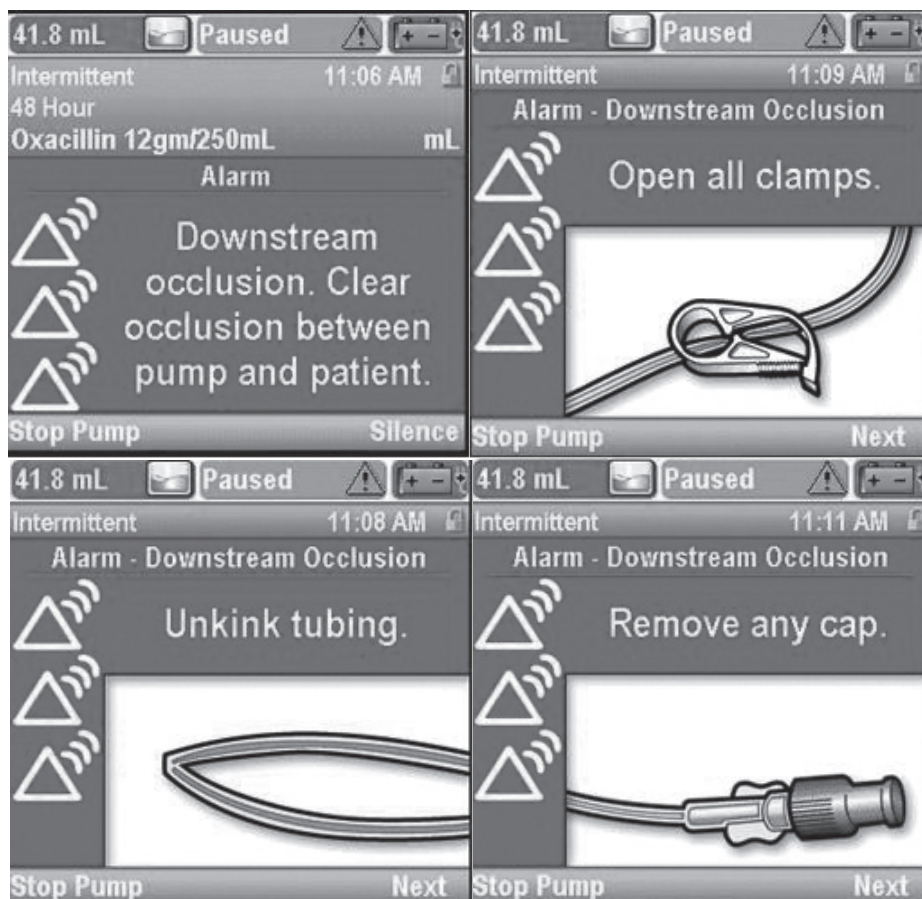 41.8 mL Paused
Intermittent 11:06 AM
48 Hour
Oxacillin 12gm/250mL mL
Alarm
Downstream
occlusion. Clear
occlusion between
pump and patient.
Stop Pump Silence
41.8 mL Paused
Intermittent 11:09 AM
Alarm - Downstream Occlusion
Open all clamps.
Stop Pump Next
41.8 mL Paused
Intermittent 11:08 AM
Alarm - Downstream Occlusion
Unkink tubing.
Stop Pump Next
41.8 mL Paused
Intermittent 11:11 AM
Alarm - Downstream Occlusion
Remove any cap.
Stop Pump Next